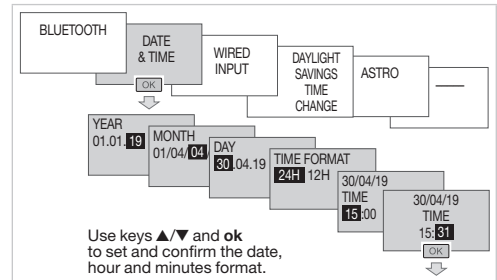 BLUETOOTH
DATE
& TIME
OK
WIRED
INPUT
DAYLIGHT
SAVINGS
TIME
CHANGE
ASTRO
YEAR
01.01.19
MONTH
01/04/04/
DAY
30.04.19
TIME FORMAT
24H 12H
30/04/19
TIME
15:00
30/04/19
TIME
15:31
OK
Use keys ▲/▼ and ok
to set and confirm the date,
hour and minutes format.